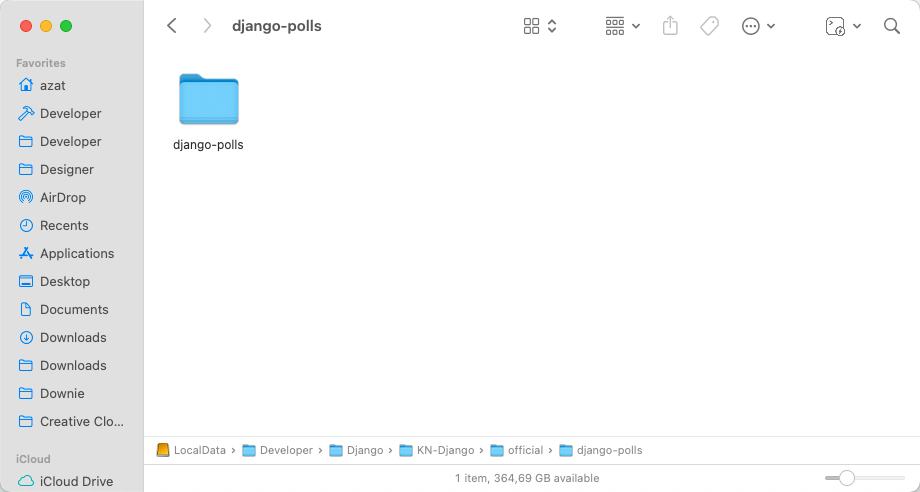 django-polls
Favorites
azat
Developer
Developer
Designer
AirDrop
Recents
Applications
Desktop
Documents
Downloads
Downloads
Downie
Creative Clo...
iCloud
iCloud Drive
django-polls
LocalData › Developer › Django › KN-Django › official › django-polls
1 item, 364,69 GB available